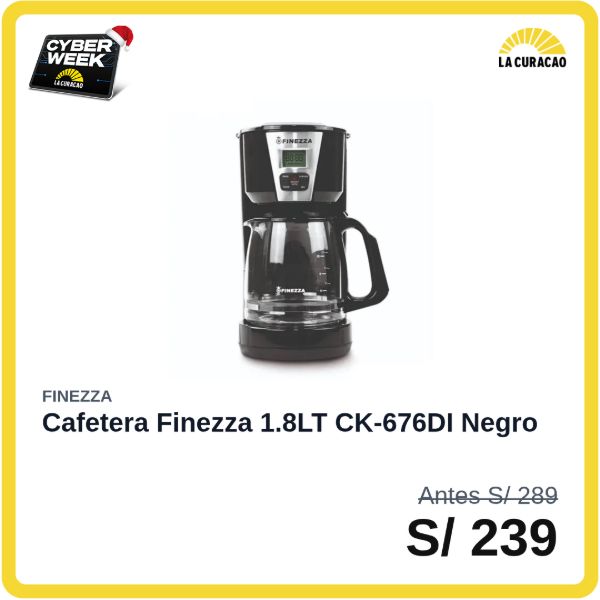 CYBER
WEEK
LA CURACAO
LA CURACAO
FINEZZA
FINEZZA
FINEZZA
Cafetera Finezza 1.8LT CK-676DI Negro
Antes S/ 289
S/ 239